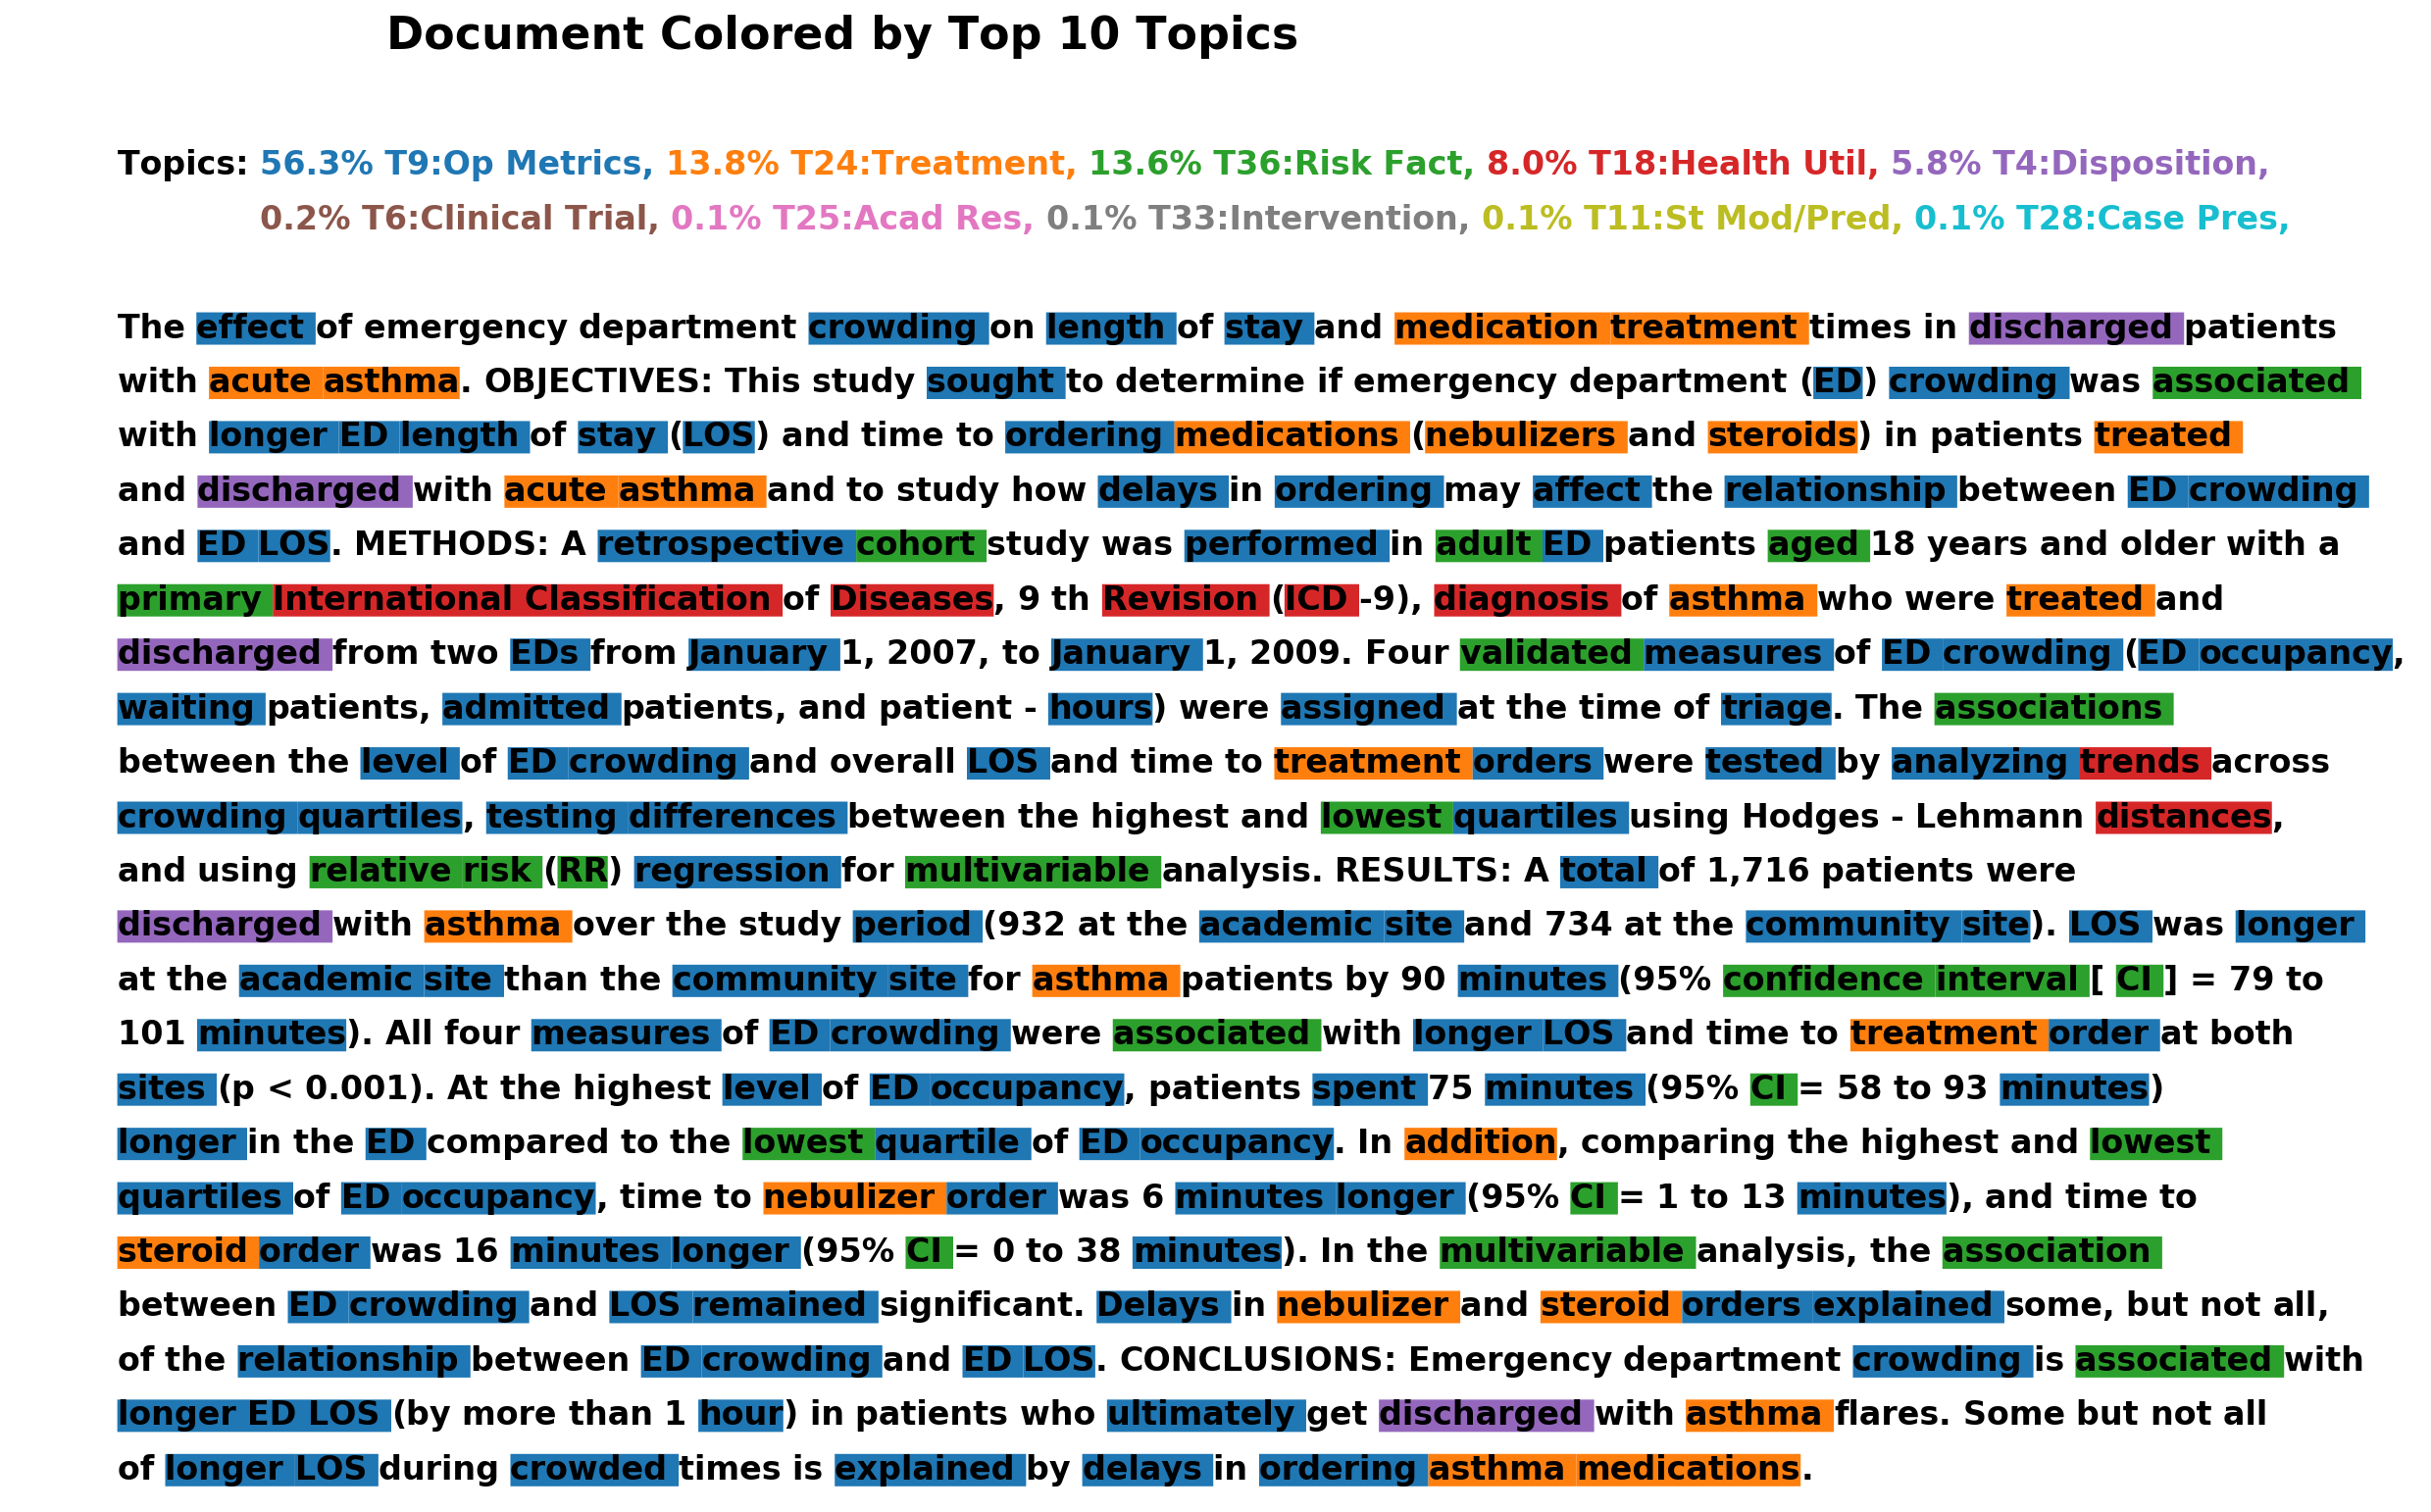 Document Colored by Top 10 Topics
Topics: 56.3% T9:Op Metrics, 13.8% T24:Treatment, 13.6% T36:Risk Fact, 8.0% T18:Health Util, 5.8% T4:Disposition,
0.2% T6:Clinical Trial, 0.1% T25:Acad Res, 0.1% T33:Intervention, 0.1% T11:St Mod/Pred, 0.1% T28:Case Pres,
The effect of emergency department crowding on length of stay and medication treatment times in discharged patients
with acute asthma. OBJECTIVES: This study sought to determine if emergency department (ED) crowding was associated
with longer ED length of stay (LOS) and time to ordering medications (nebulizers and steroids) in patients treated
and discharged with acute asthma and to study how delays in ordering may affect the relationship between ED crowding
and ED LOS. METHODS: A retrospective cohort study was performed in adult ED patients aged 18 years and older with a
primary International Classification of Diseases, 9 th Revision (ICD -9), diagnosis of asthma who were treated and
discharged from two EDs from January 1, 2007, to January 1, 2009. Four validated measures of ED crowding (ED occupancy,
waiting patients, admitted patients, and patient - hours) were assigned at the time of triage. The associations
between the level of ED crowding and overall LOS and time to treatment orders were tested by analyzing trends across
crowding quartiles, testing differences between the highest and lowest quartiles using Hodges - Lehmann distances,
and using relative risk (RR) regression for multivariable analysis. RESULTS: A total of 1,716 patients were
discharged with asthma over the study period (932 at the academic site and 734 at the community site). LOS was longer
at the academic site than the community site for asthma patients by 90 minutes (95% confidence interval [ CI ] = 79 to
101 minutes). All four measures of ED crowding were associated with longer LOS and time to treatment order at both
sites (p < 0.001). At the highest level of ED occupancy, patients spent 75 minutes (95% CI = 58 to 93 minutes)
longer in the ED compared to the lowest quartile of ED occupancy. In addition, comparing the highest and lowest
quartiles of ED occupancy, time to nebulizer order was 6 minutes longer (95% CI = 1 to 13 minutes), and time to
steroid order was 16 minutes longer (95% CI = 0 to 38 minutes). In the multivariable analysis, the association
between ED crowding and LOS remained significant. Delays in nebulizer and steroid orders explained some, but not all,
of the relationship between ED crowding and ED LOS. CONCLUSIONS: Emergency department crowding is associated with
longer ED LOS (by more than 1 hour) in patients who ultimately get discharged with asthma flares. Some but not all
of longer LOS during crowded times is explained by delays in ordering asthma medications.